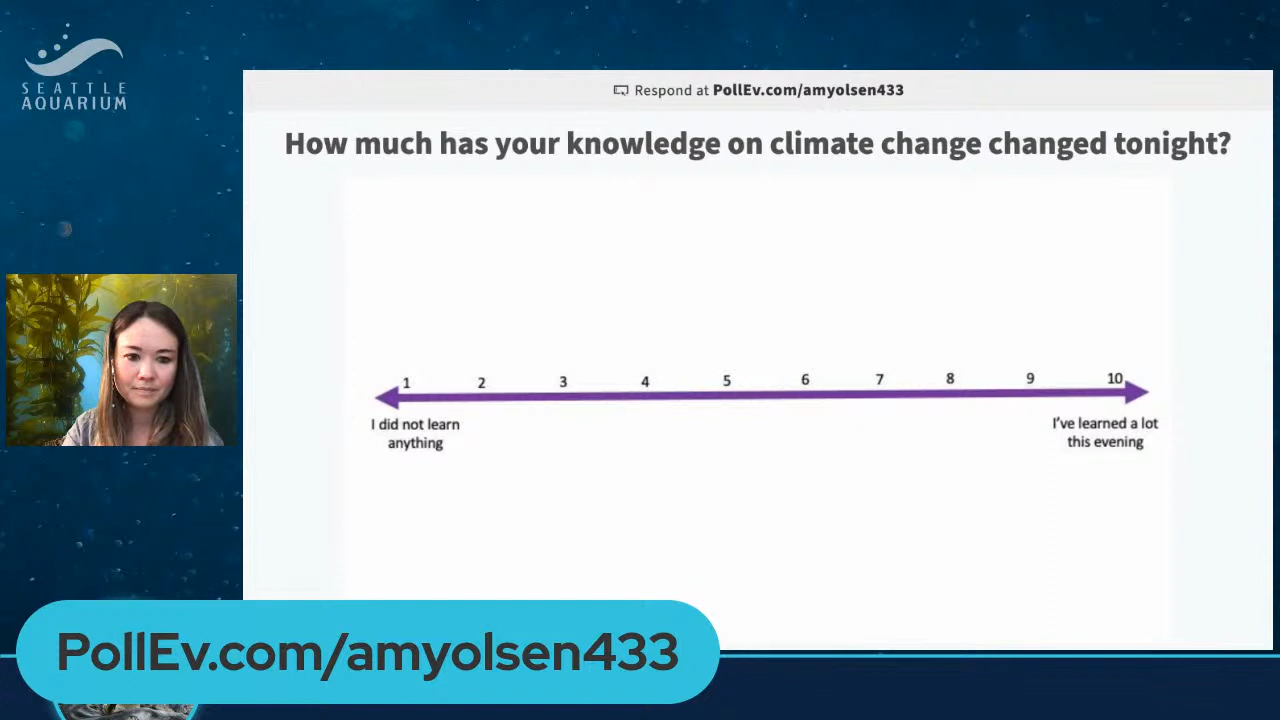 SEATTLE
AQUARIUM
Respond at PollEv.com/amyolsen433
How much has your knowledge on climate change changed tonight?
1 2 3 4 5 6 7 8 9 10
I did not learn
anything
I've learned a lot
this evening
PollEv.com/amyolsen433